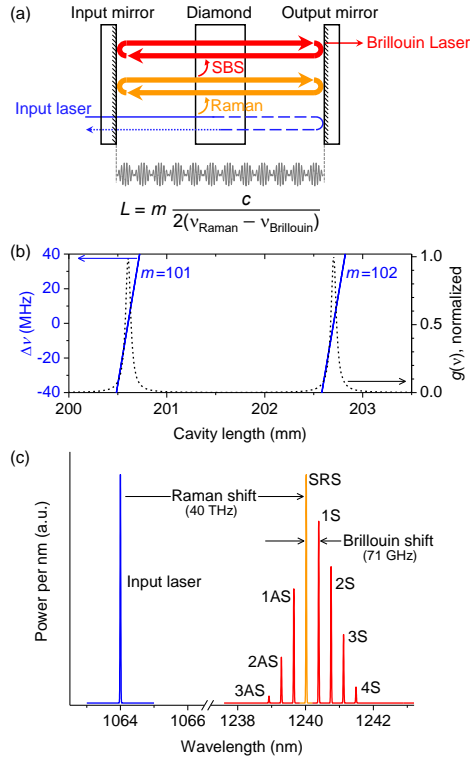 (a) Input mirror Diamond Output mirror
Brillouin Laser
SBS
Raman
Input laser
L = m c / 2(νRaman − νBrillouin)
(b)
40
20
0
-20
-40
Δν (MHz)
m=101
m=102
1.0
0.5
0.0
g(ν), normalized
200 201 202 203
Cavity length (mm)
(c)
Power per nm (a.u.)
SRS
Raman shift
(40 THz)
1S
Brillouin shift
(71 GHz)
Input laser
1AS
2S
2AS
3S
3AS
4S
1064 1066 1238 1240 1242
Wavelength (nm)